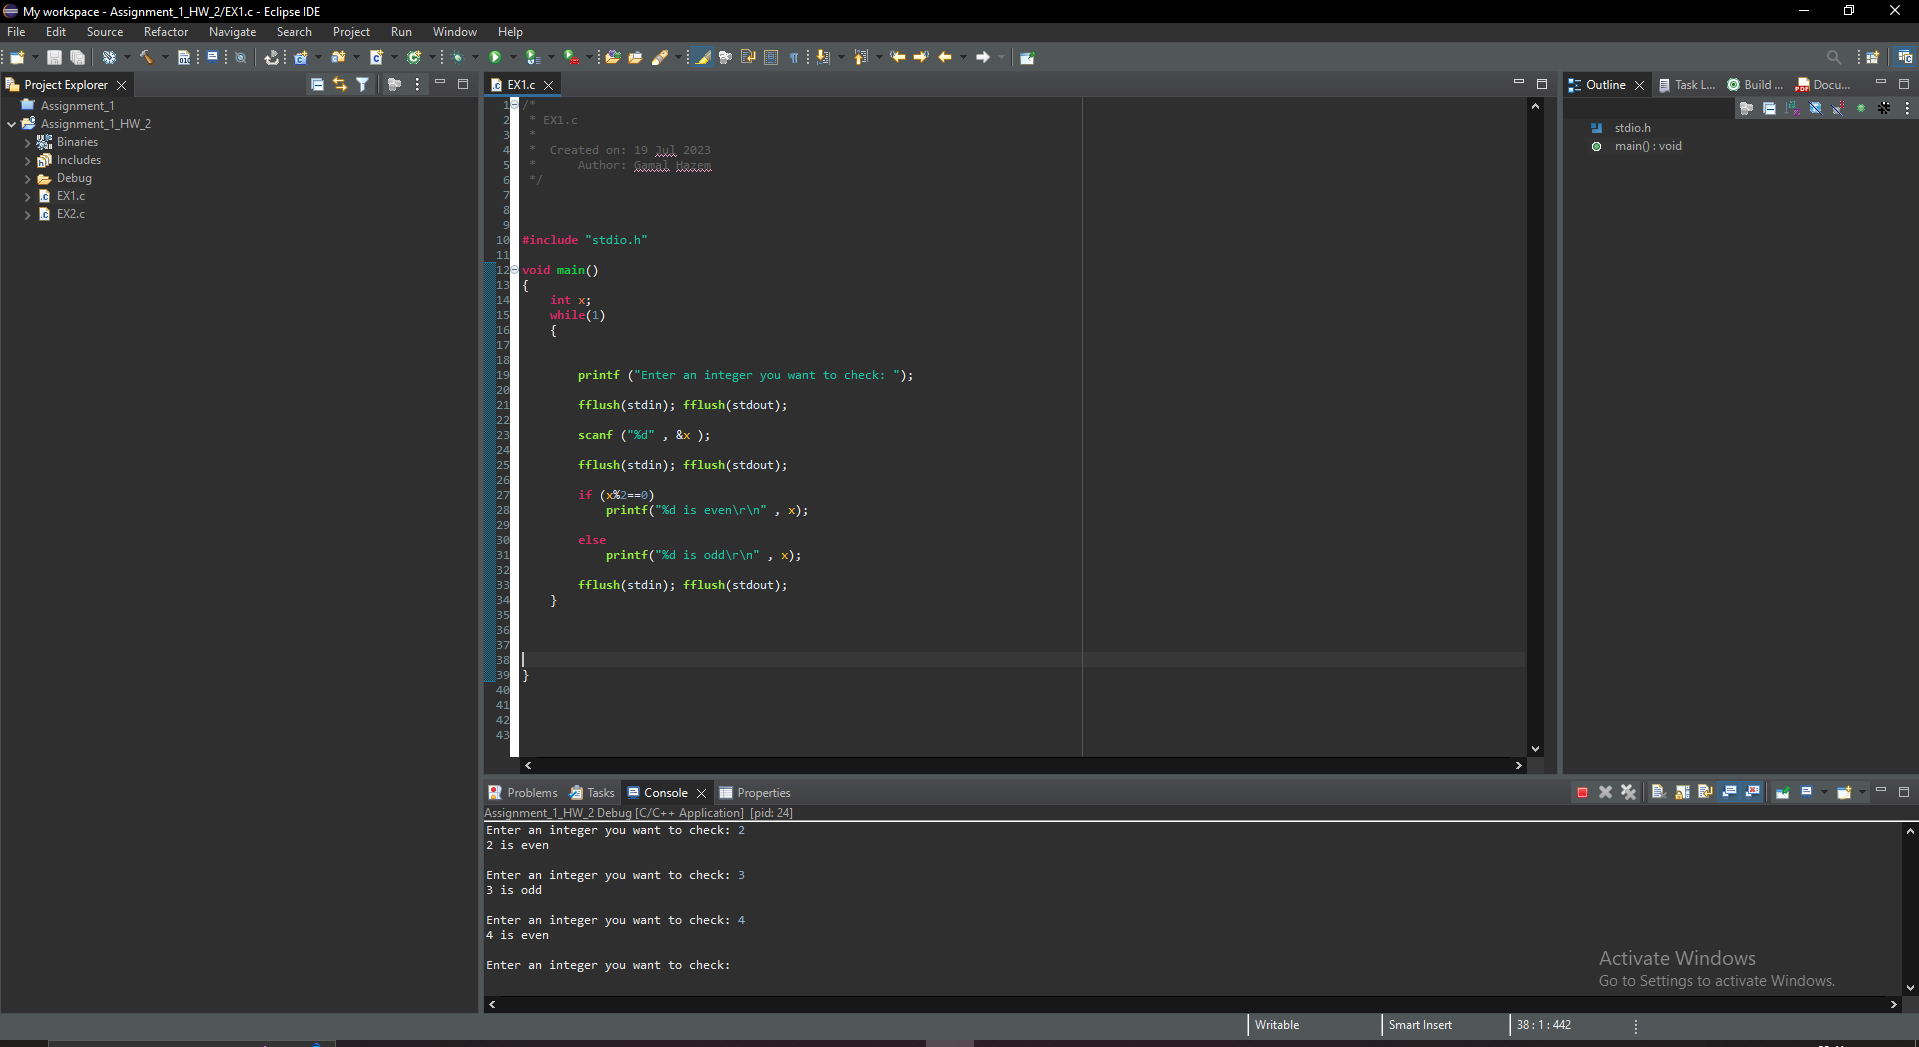 My workspace - Assignment_1_HW_2/EX1.c - Eclipse IDE
File Edit Source Refactor Navigate Search Project Run Window Help
Project Explorer
Assignment_1
Assignment_1_HW_2
Binaries
Includes
Debug
EX1.c
EX2.c
EX1.c
1 /*
2 * EX1.c
3 *
4 * Created on: 19 Jul 2023
5 * Author: Gamal Hazem
6 */
7
8
9
10 #include "stdio.h"
11
12 void main()
13 {
14 int x;
15 while(1)
16 {
17
18
19 printf ("Enter an integer you want to check: ");
20
21 fflush(stdin); fflush(stdout);
22
23 scanf ("%d" , &x );
24
25 fflush(stdin); fflush(stdout);
26
27 if (x%2==0)
28 printf("%d is even\r\n" , x);
29
30 else
31 printf("%d is odd\r\n" , x);
32
33 fflush(stdin); fflush(stdout);
34 }
35
36
37
38
39 }
40
41
42
43
Outline Task L... Build ... Docu...
stdio.h
main() : void
Problems Tasks Console Properties
Assignment_1_HW_2 Debug [C/C++ Application] [pid: 24]
Enter an integer you want to check: 2
2 is even
Enter an integer you want to check: 3
3 is odd
Enter an integer you want to check: 4
4 is even
Enter an integer you want to check:
Activate Windows
Go to Settings to activate Windows.
Writable Smart Insert 38 : 1 : 442